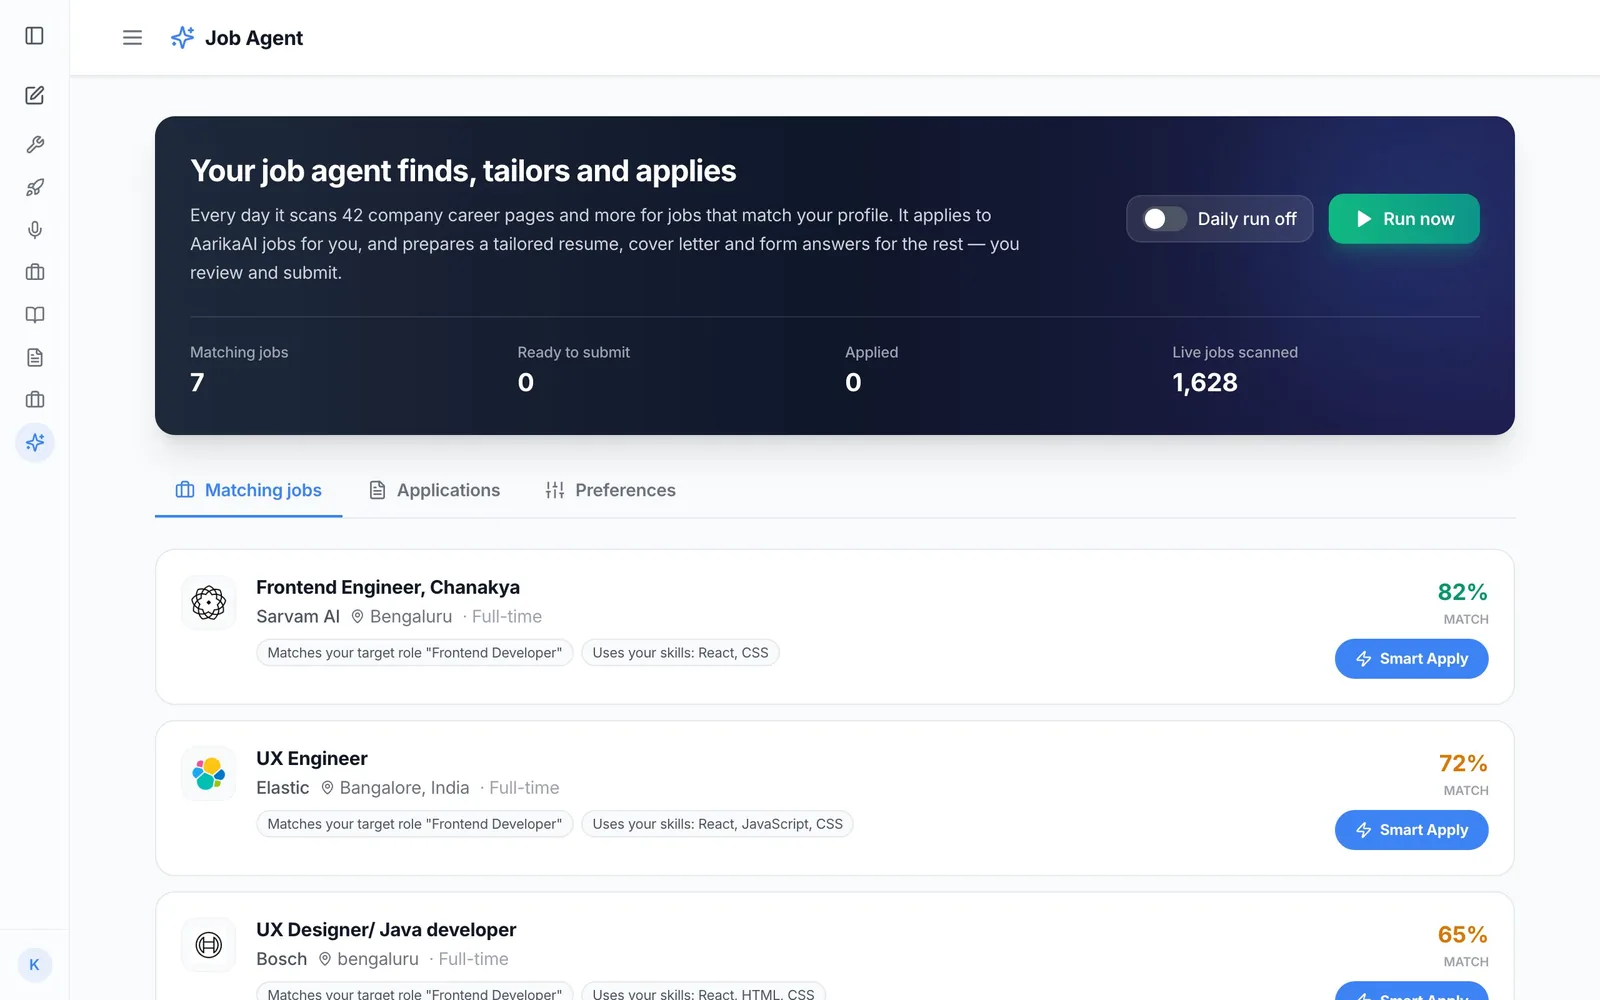 Job Agent
Your job agent finds, tailors and applies
Every day it scans 42 company career pages and more for jobs that match your profile. It applies to
AarikaAI jobs for you, and prepares a tailored resume, cover letter and form answers for the rest — you
review and submit.
Daily run off
Run now
Matching jobs
7
Ready to submit
0
Applied
0
Live jobs scanned
1,628
Matching jobs
Applications
Preferences
Frontend Engineer, Chanakya
Sarvam AI Bengaluru · Full-time
Matches your target role "Frontend Developer"
Uses your skills: React, CSS
82%
MATCH
Smart Apply
UX Engineer
Elastic Bangalore, India · Full-time
Matches your target role "Frontend Developer"
Uses your skills: React, JavaScript, CSS
72%
MATCH
Smart Apply
UX Designer/ Java developer
Bosch bengaluru · Full-time
Matches your target role "Frontend Developer"
Uses your skills: React, HTML, CSS
65%
MATCH
Smart Apply
K